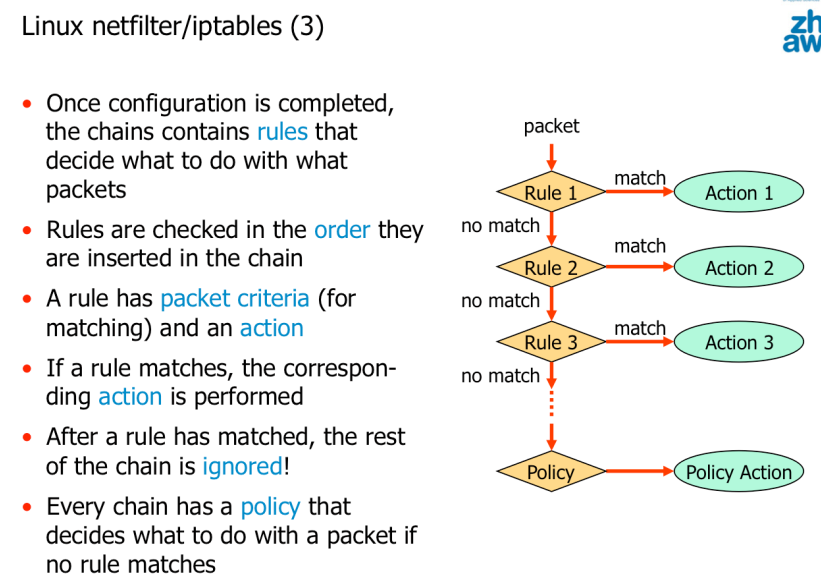 Linux netfilter/iptables (3)
zh
aw
• Once configuration is completed,
the chains contains rules that
decide what to do with what
packets
• Rules are checked in the order they
are inserted in the chain
• A rule has packet criteria (for
matching) and an action
• If a rule matches, the correspon-
ding action is performed
• After a rule has matched, the rest
of the chain is ignored!
• Every chain has a policy that
decides what to do with a packet if
no rule matches
packet
Rule 1
match
Action 1
no match
Rule 2
match
Action 2
no match
Rule 3
match
Action 3
no match
Policy
Policy Action